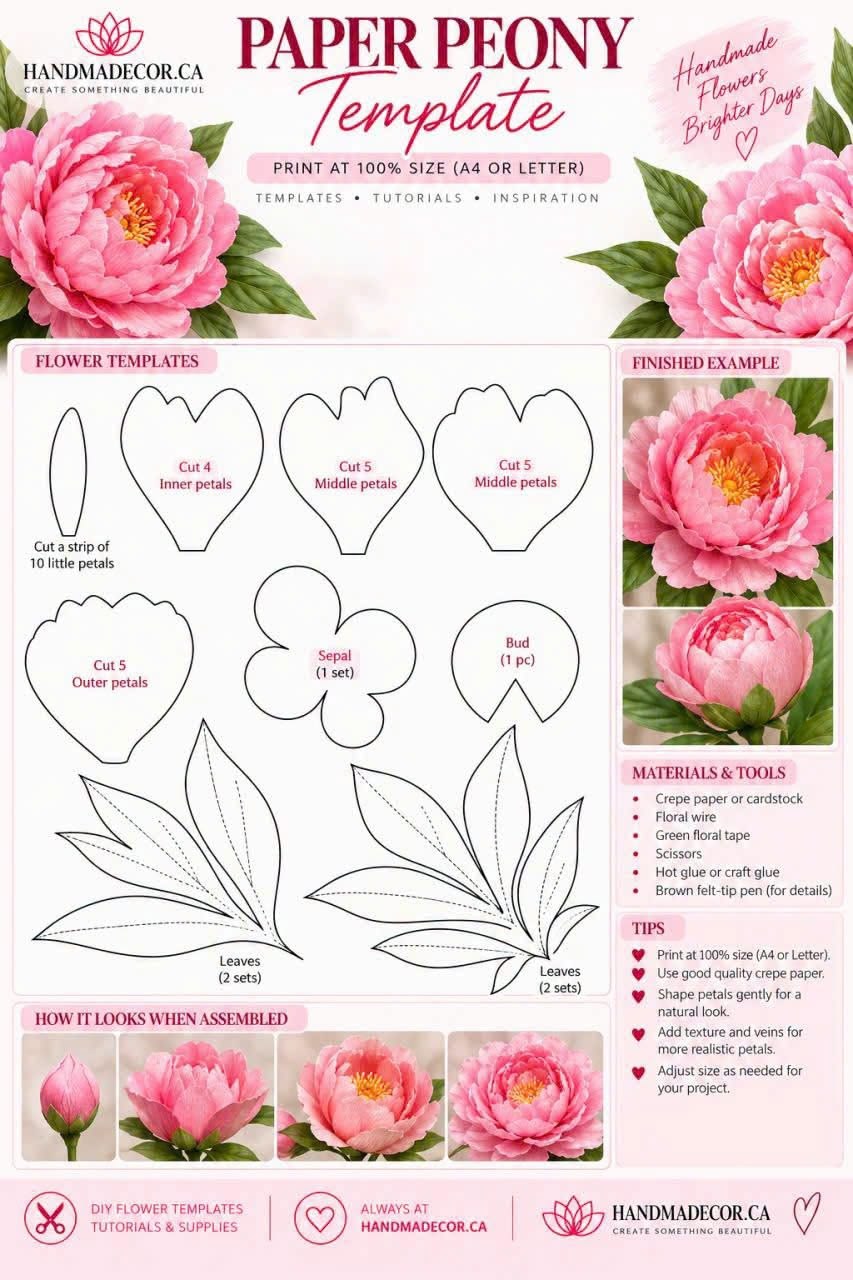 HANDMADECOR.CA
CREATE SOMETHING BEAUTIFUL
PAPER PEONY
Template
PRINT AT 100% SIZE (A4 OR LETTER)
TEMPLATES • TUTORIALS • INSPIRATION
Handmade
Flowers
Brighter Days
FLOWER TEMPLATES
Cut a strip of
10 little petals
Cut 4
Inner petals
Cut 5
Middle petals
Cut 5
Middle petals
Cut 5
Outer petals
Sepal
(1 set)
Bud
(1 pc)
Leaves
(2 sets)
Leaves
(2 sets)
FINISHED EXAMPLE
MATERIALS & TOOLS
• Crepe paper or cardstock
• Floral wire
• Green floral tape
• Scissors
• Hot glue or craft glue
• Brown felt-tip pen (for details)
TIPS
Print at 100% size (A4 or Letter).
Use good quality crepe paper.
Shape petals gently for a
natural look.
Add texture and veins for
more realistic petals.
Adjust size as needed for
your project.
HOW IT LOOKS WHEN ASSEMBLED
DIY FLOWER TEMPLATES
TUTORIALS & SUPPLIES
ALWAYS AT
HANDMADECOR.CA
HANDMADECOR.CA
CREATE SOMETHING BEAUTIFUL